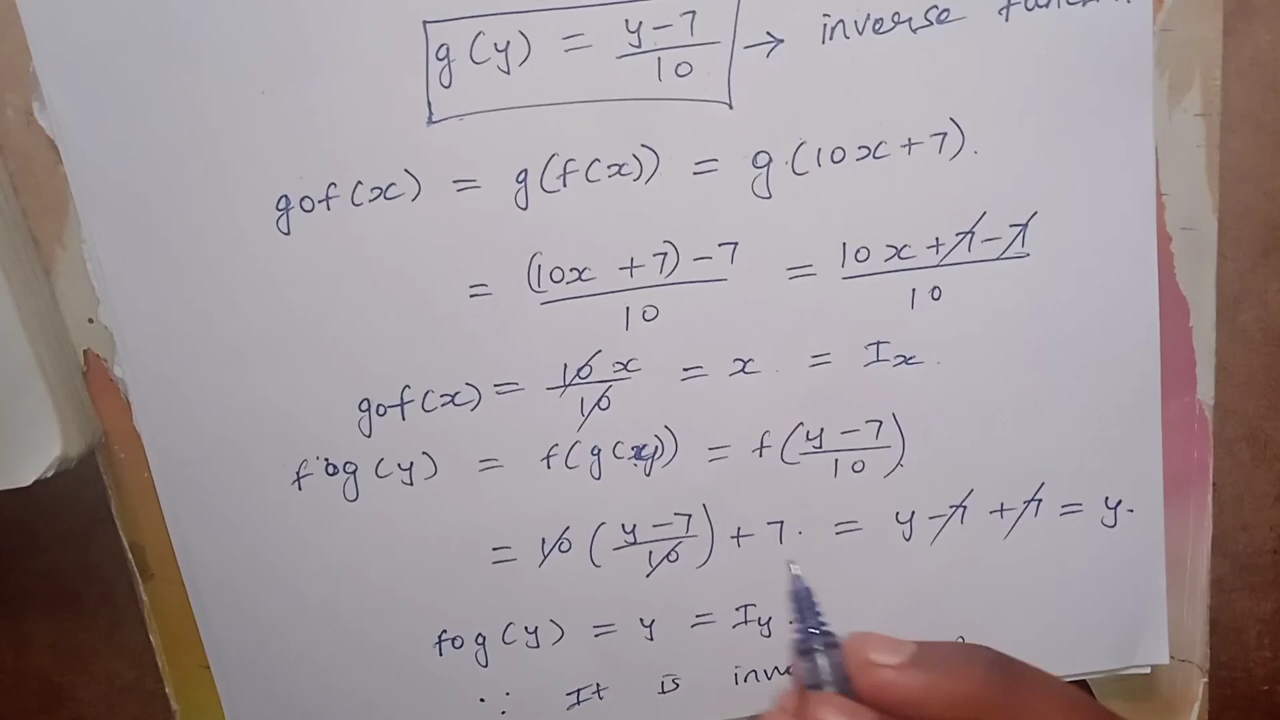 g(y) = y-7/10 → inverse
gof(x) = g(f(x)) = g(10x+7).
= (10x+7)-7/10 = 10x+7-7/10
gof(x) = 10x/10 = x = Ix.
fog(y) = f(g(y)) = f(y-7/10).
= 10(y-7/10)+7. = y-7+7 = y.
fog(y) = y = Iy.
∴ It is